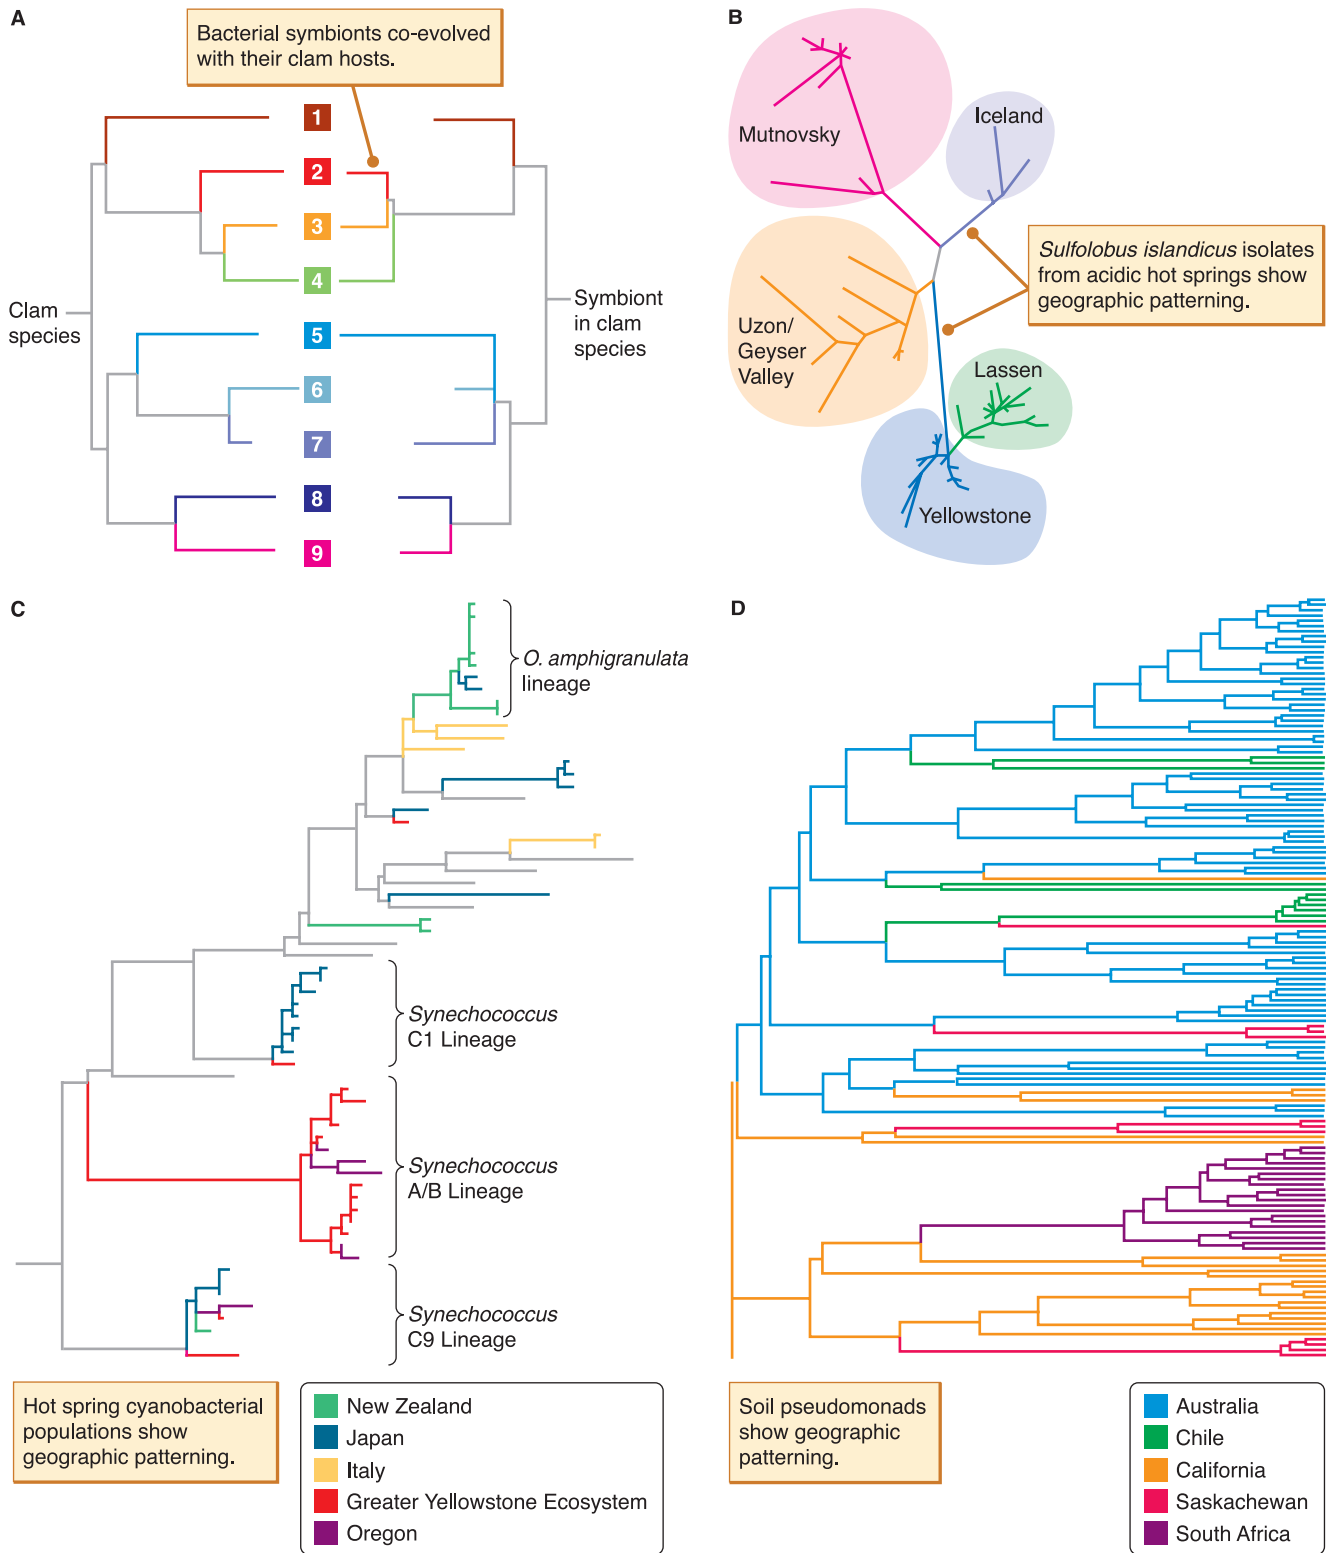 A
Bacterial symbionts co-evolved
with their clam hosts.
1
2
3
4
5
6
7
8
9
Clam
species
Symbiont
in clam
species
B
Mutnovsky
Iceland
Sulfolobus islandicus isolates
from acidic hot springs show
geographic patterning.
Uzon/
Geyser
Valley
Lassen
Yellowstone
C
O. amphigranulata
lineage
Synechococcus
C1 Lineage
Synechococcus
A/B Lineage
Synechococcus
C9 Lineage
Hot spring cyanobacterial
populations show
geographic patterning.
New Zealand
Japan
Italy
Greater Yellowstone Ecosystem
Oregon
D
Soil pseudomonads
show geographic
patterning.
Australia
Chile
California
Saskachewan
South Africa